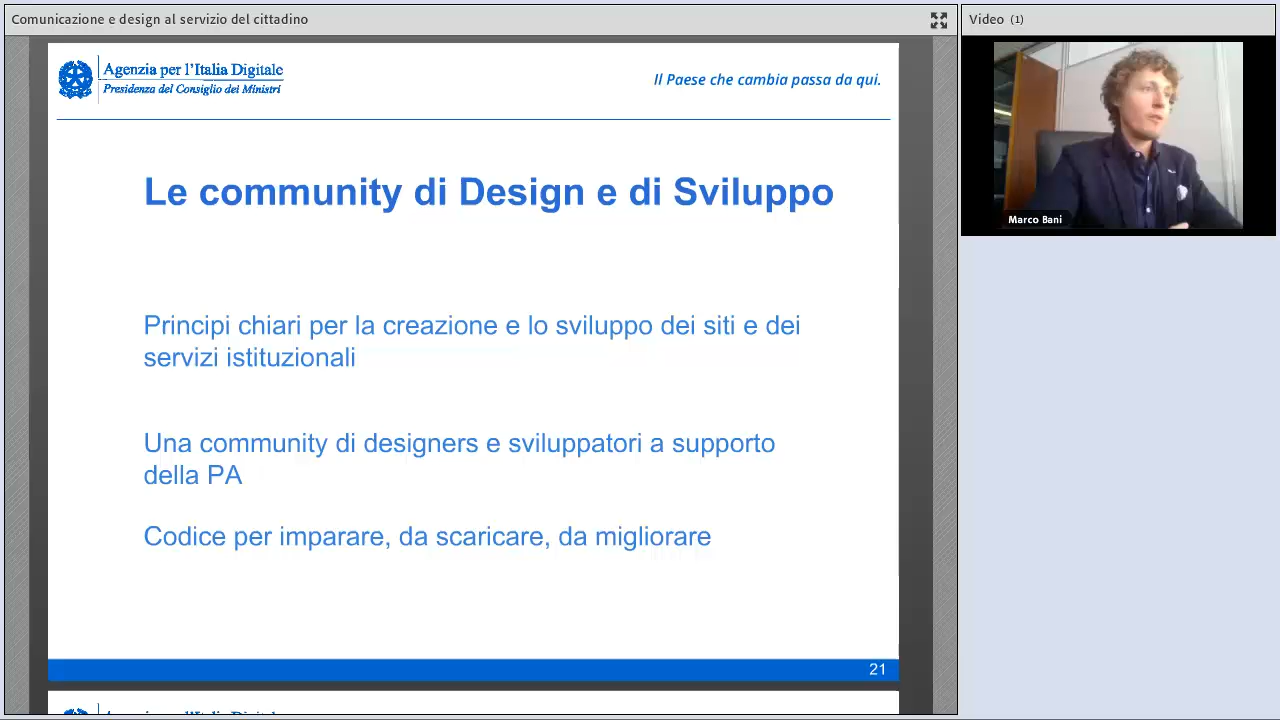 Comunicazione e design al servizio del cittadino
Video (1)
Agenzia per l'Italia Digitale
Presidenza del Consiglio dei Ministri
Il Paese che cambia passa da qui.
Marco Bani
Le community di Design e di Sviluppo
Principi chiari per la creazione e lo sviluppo dei siti e dei
servizi istituzionali
Una community di designers e sviluppatori a supporto
della PA
Codice per imparare, da scaricare, da migliorare
21